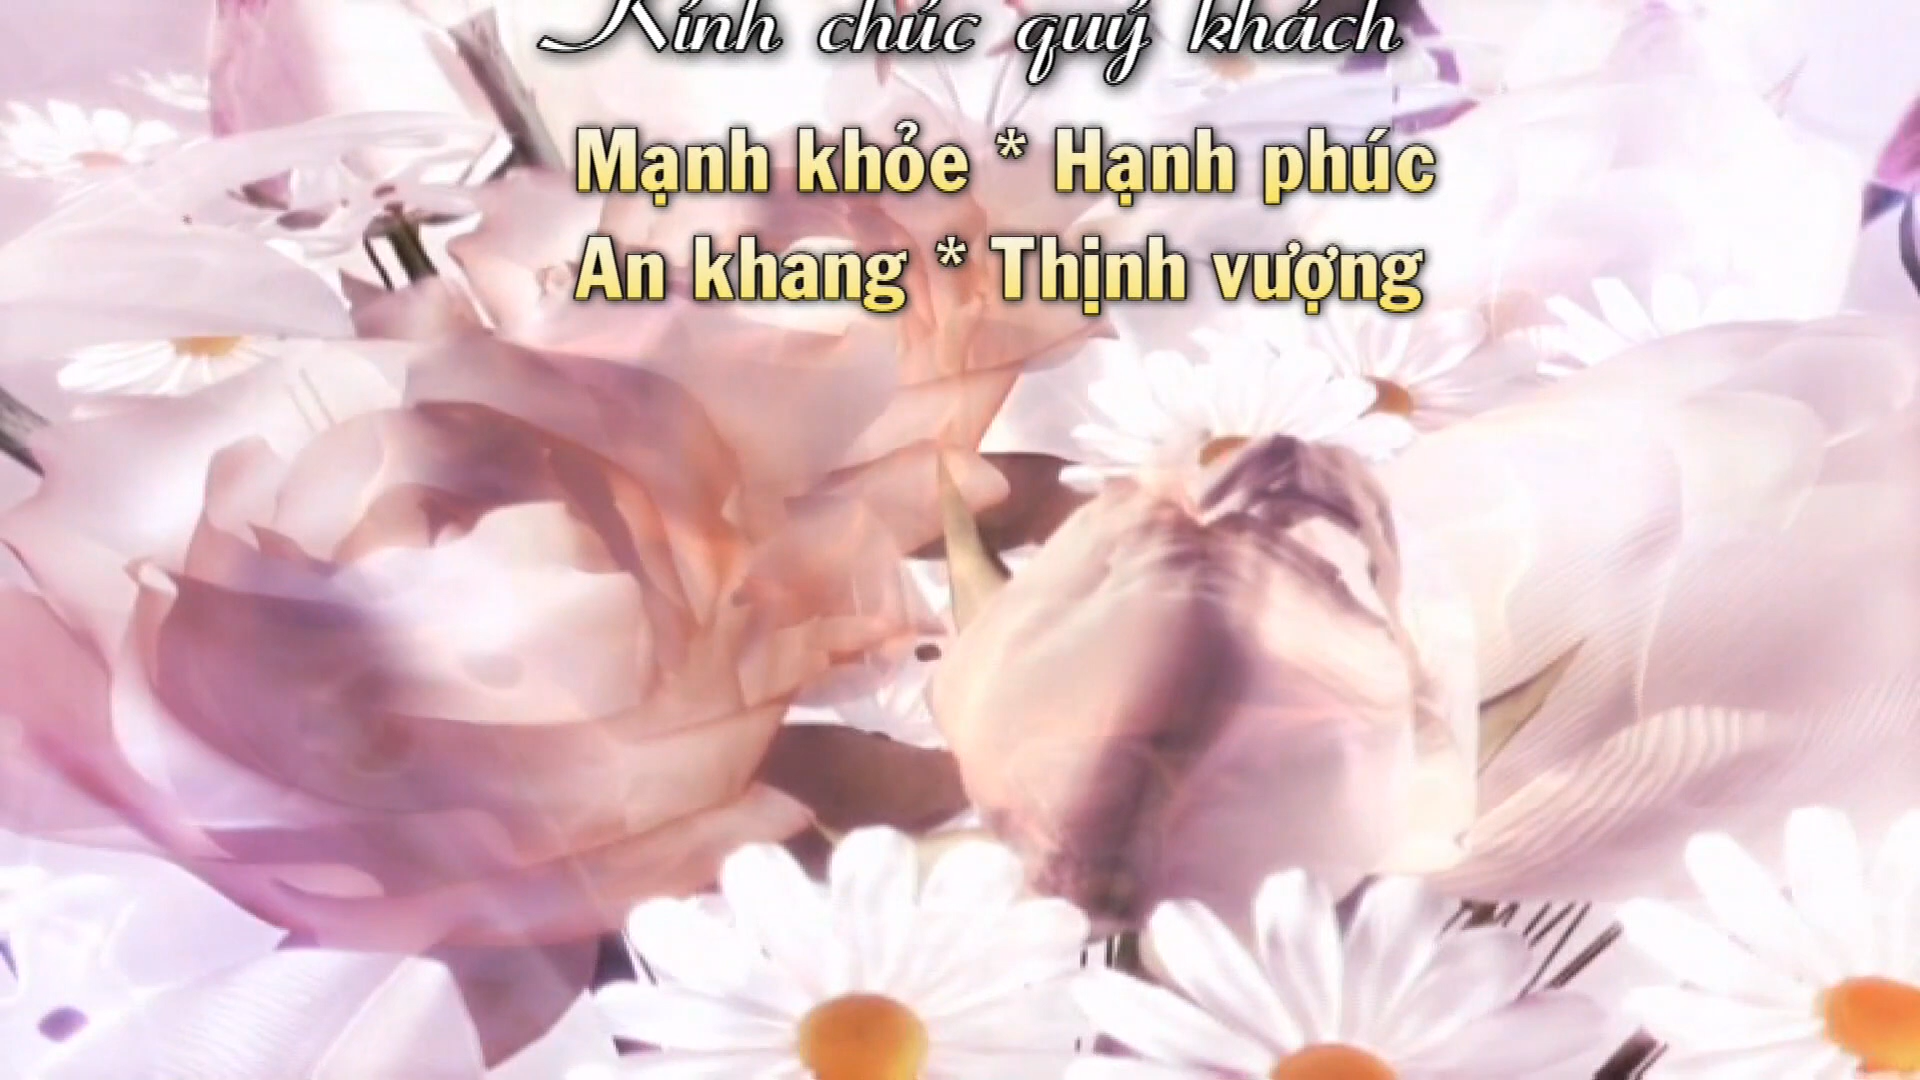 Kính chúc quý khách
Mạnh khỏe * Hạnh phúc
An khang * Thịnh vượng